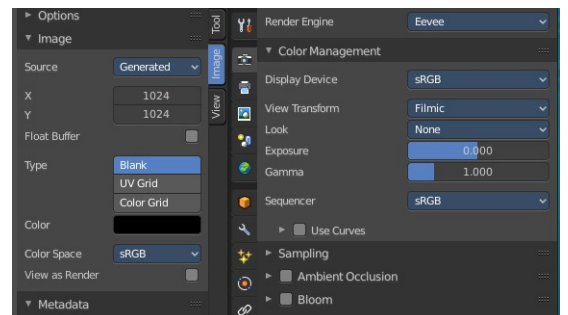 Options
Image
Source Generated
X 1024
Y 1024
Float Buffer
Type Blank
UV Grid
Color Grid
Color
Color Space sRGB
View as Render
Metadata
Tool
Image
View
Render Engine Eevee
Color Management
Display Device sRGB
View Transform Filmic
Look None
Exposure 0.000
Gamma 1.000
Sequencer sRGB
Use Curves
Sampling
Ambient Occlusion
Bloom